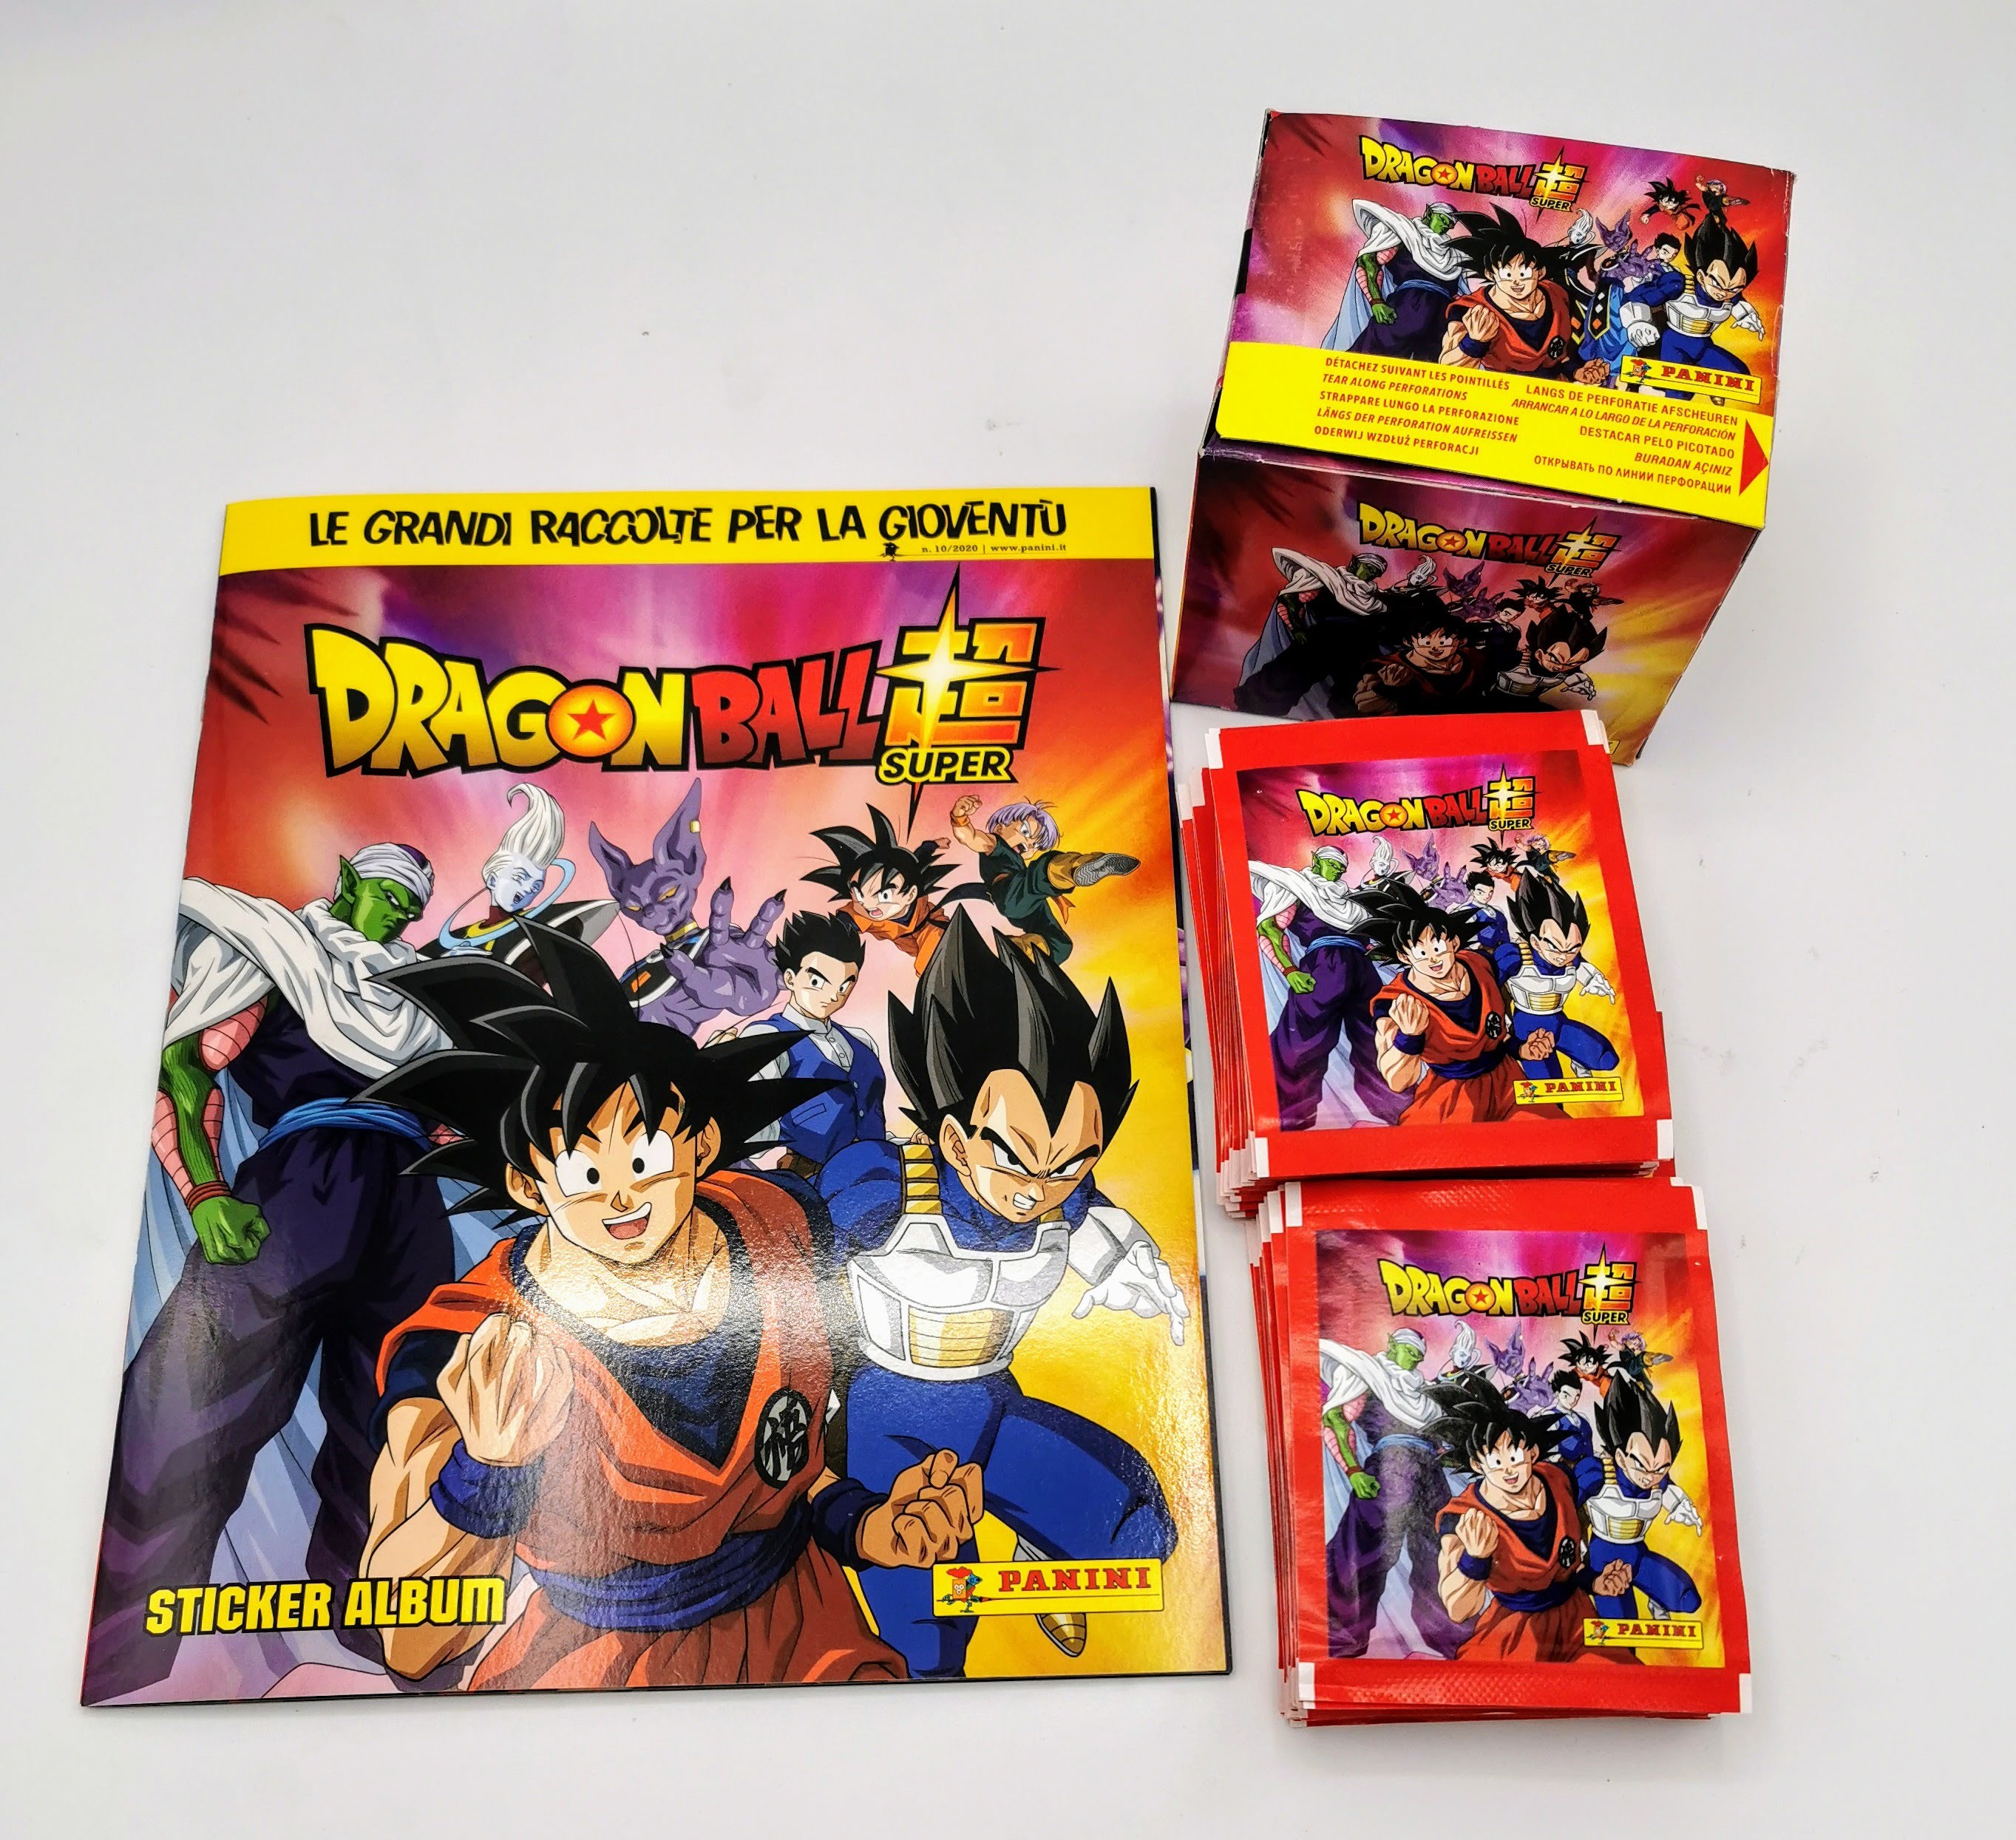 LE GRANDI RACCOLTE PER LA GIOVENTÙ
n. 10/2020 | www.panini.it
DRAGON BALL 超
SUPER
悟
STICKER ALBUM
PANINI
DRAGON BALL 超
SUPER
PANINI
DÉTACHEZ SUIVANT LES POINTILLÉS
TEAR ALONG PERFORATIONS
STRAPPARE LUNGO LA PERFORAZIONE
LÄNGS DER PERFORATION AUFREISSEN
ODERWIJ WZDŁUŻ PERFORACJI
LANGS DE PERFORATIE AFSCHEUREN
ARRANCAR A LO LARGO DE LA PERFORACIÓN
DESTACAR PELO PICOTADO
BURADAN AÇINIZ
ОТКРЫВАТЬ ПО ЛИНИИ ПЕРФОРАЦИИ
DRAGON BALL 超
SUPER
DRAGON BALL 超
SUPER
PANINI
DRAGON BALL 超
SUPER
PANINI